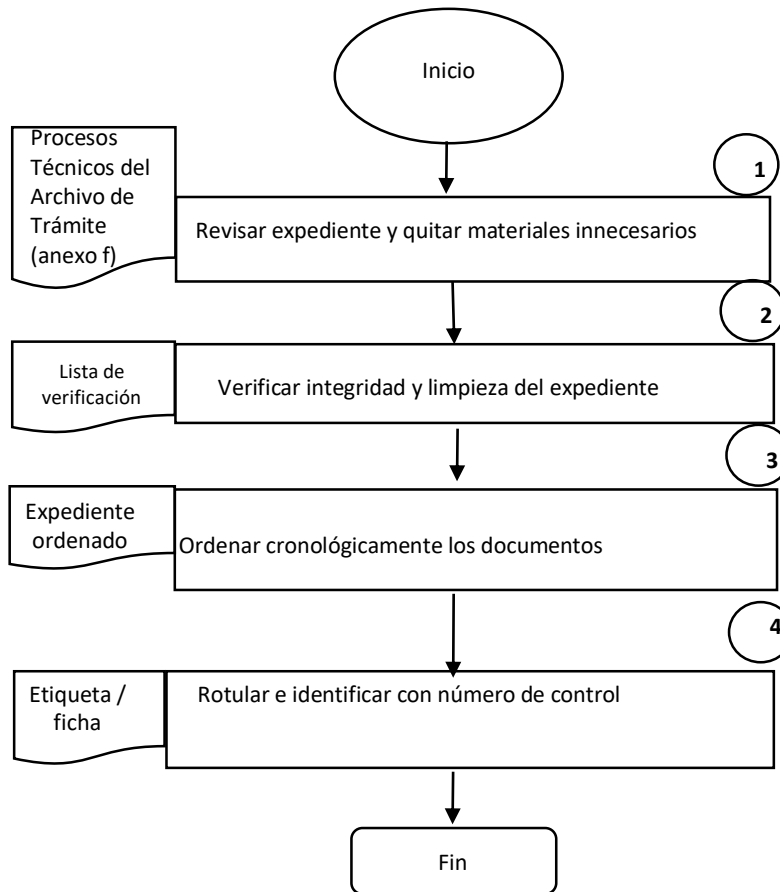 Inicio
Procesos
Técnicos del
Archivo de
Trámite
(anexo f)
1
Revisar expediente y quitar materiales innecesarios
2
Lista de
verificación
Verificar integridad y limpieza del expediente
3
Expediente
ordenado
Ordenar cronológicamente los documentos
4
Etiqueta /
ficha
Rotular e identificar con número de control
Fin